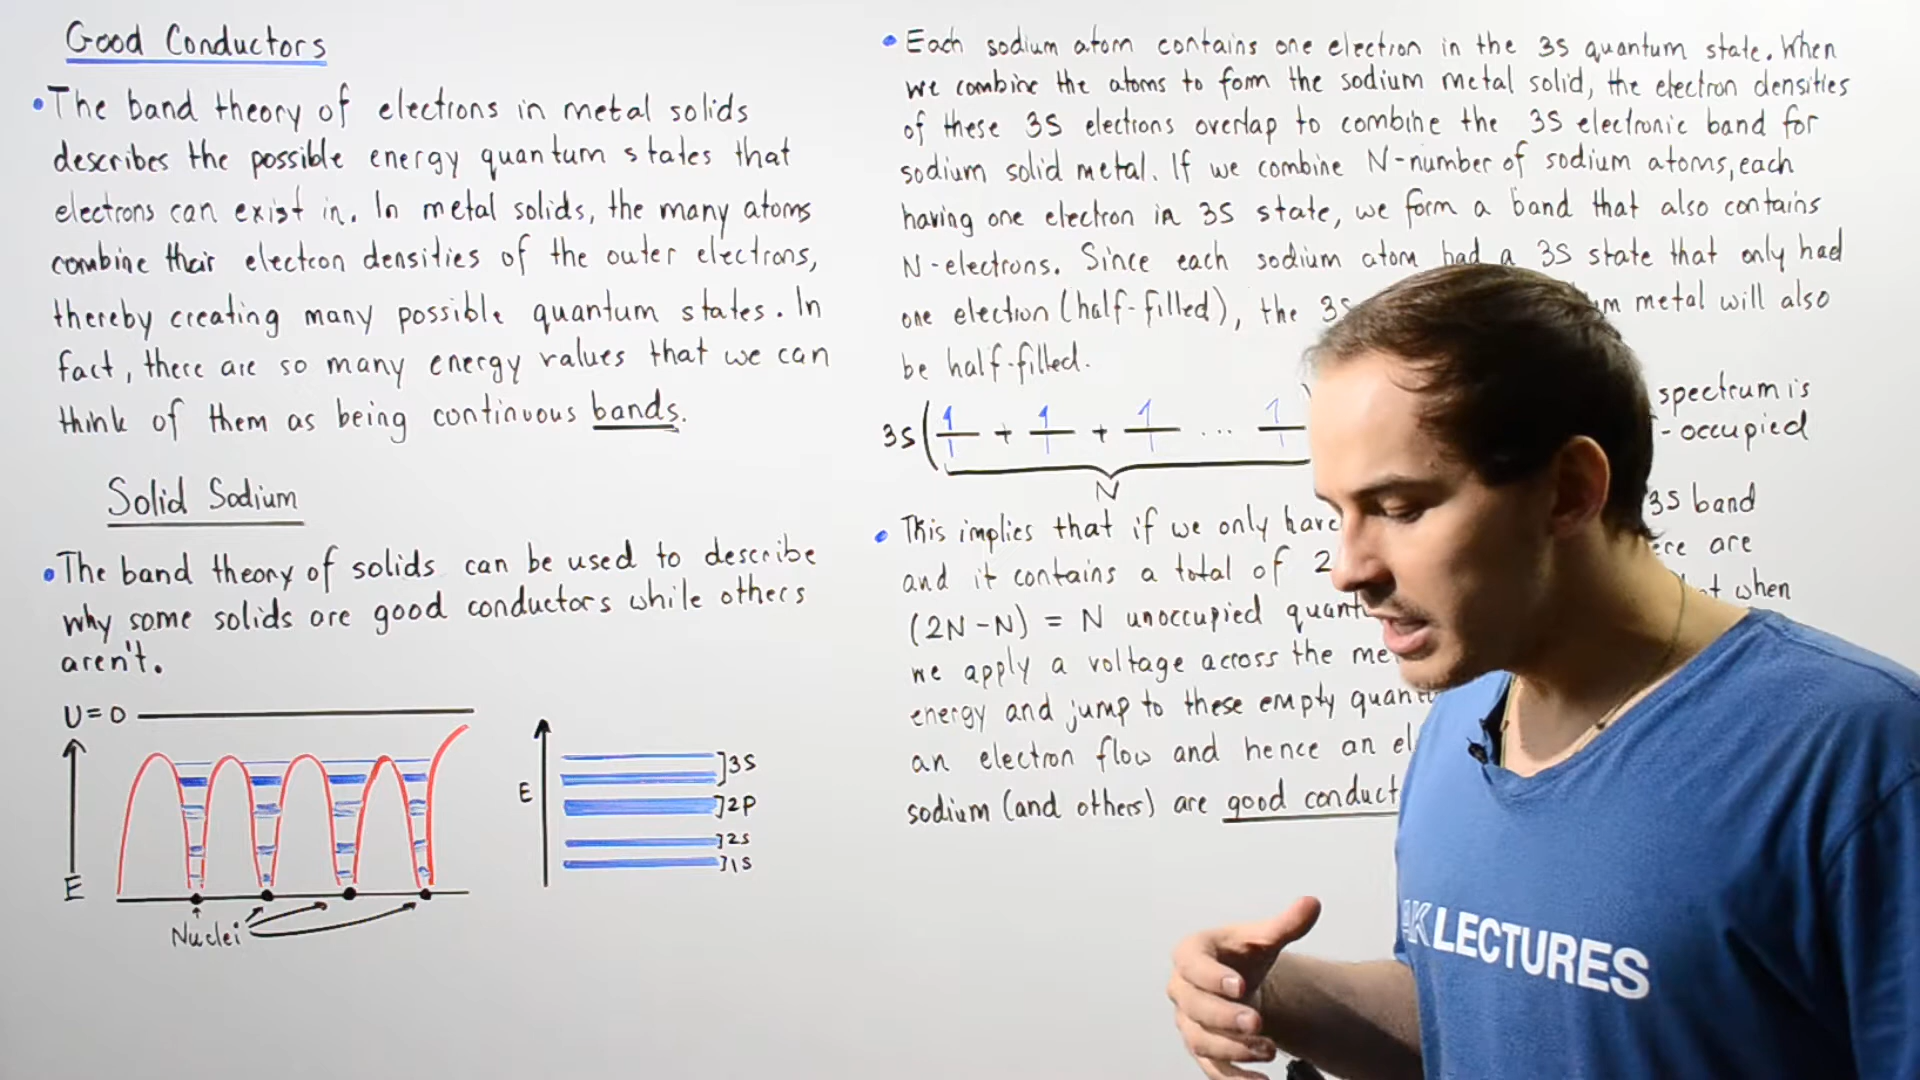 Good Conductors
• The band theory of electrons in metal solids
describes the possible energy quantum states that
electrons can exist in. In metal solids, the many atoms
combine their electron densities of the outer electrons,
thereby creating many possible quantum states. In
fact, there are so many energy values that we can
think of them as being continuous bands.
Solid Sodium
• The band theory of solids can be used to describe
why some solids are good conductors while others
aren't.
U=0
E
Nuclei
E
]3S
]2P
]2s
]1s
• Each sodium atom contains one electron in the 3s quantum state. When
we combine the atoms to form the sodium metal solid, the electron densities
of these 3S electrons overlap to combine the 3S electronic band for
sodium solid metal. If we combine N-number of sodium atoms, each
having one electron in 3S state, we form a band that also contains
N-electrons. Since each sodium atom had a 3S state that only had
one electron (half-filled), the metal will also
be half-filled.
spectrum is
3s ( 1 + 1 + 1 ... 1 - occupied
N
3s band
• This implies that if we only have
are
and it contains a total of 2
when
(2N-N) = N unoccupied
we apply a voltage across the
energy and jump to these empty
an electron flow and hence an
sodium (and others) are good
AK LECTURES